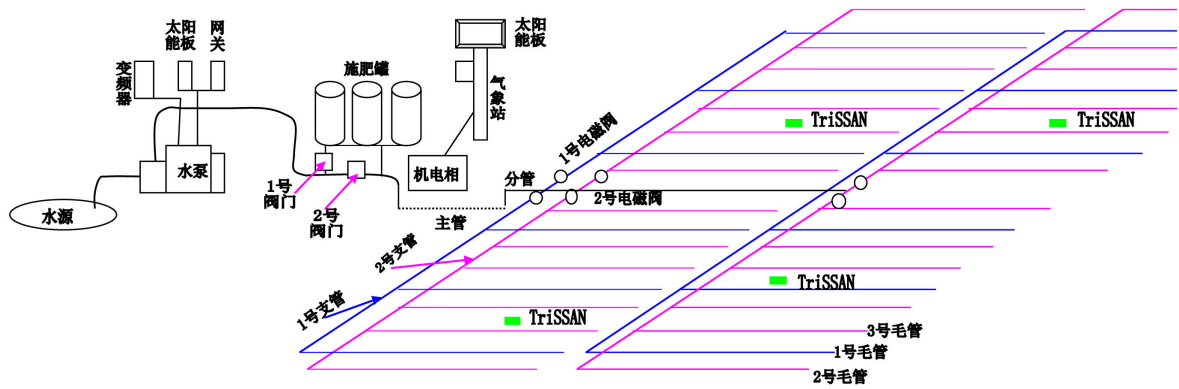 太阳
能板
网
关
太阳
能板
变
频
器
施肥罐
气
象
站
水泵
机电相
1号
阀门
2号
阀门
水源
主管
分管
1号电磁阀
2号电磁阀
2号支管
1号支管
TriSSAN
TriSSAN
TriSSAN
TriSSAN
3号毛管
1号毛管
2号毛管